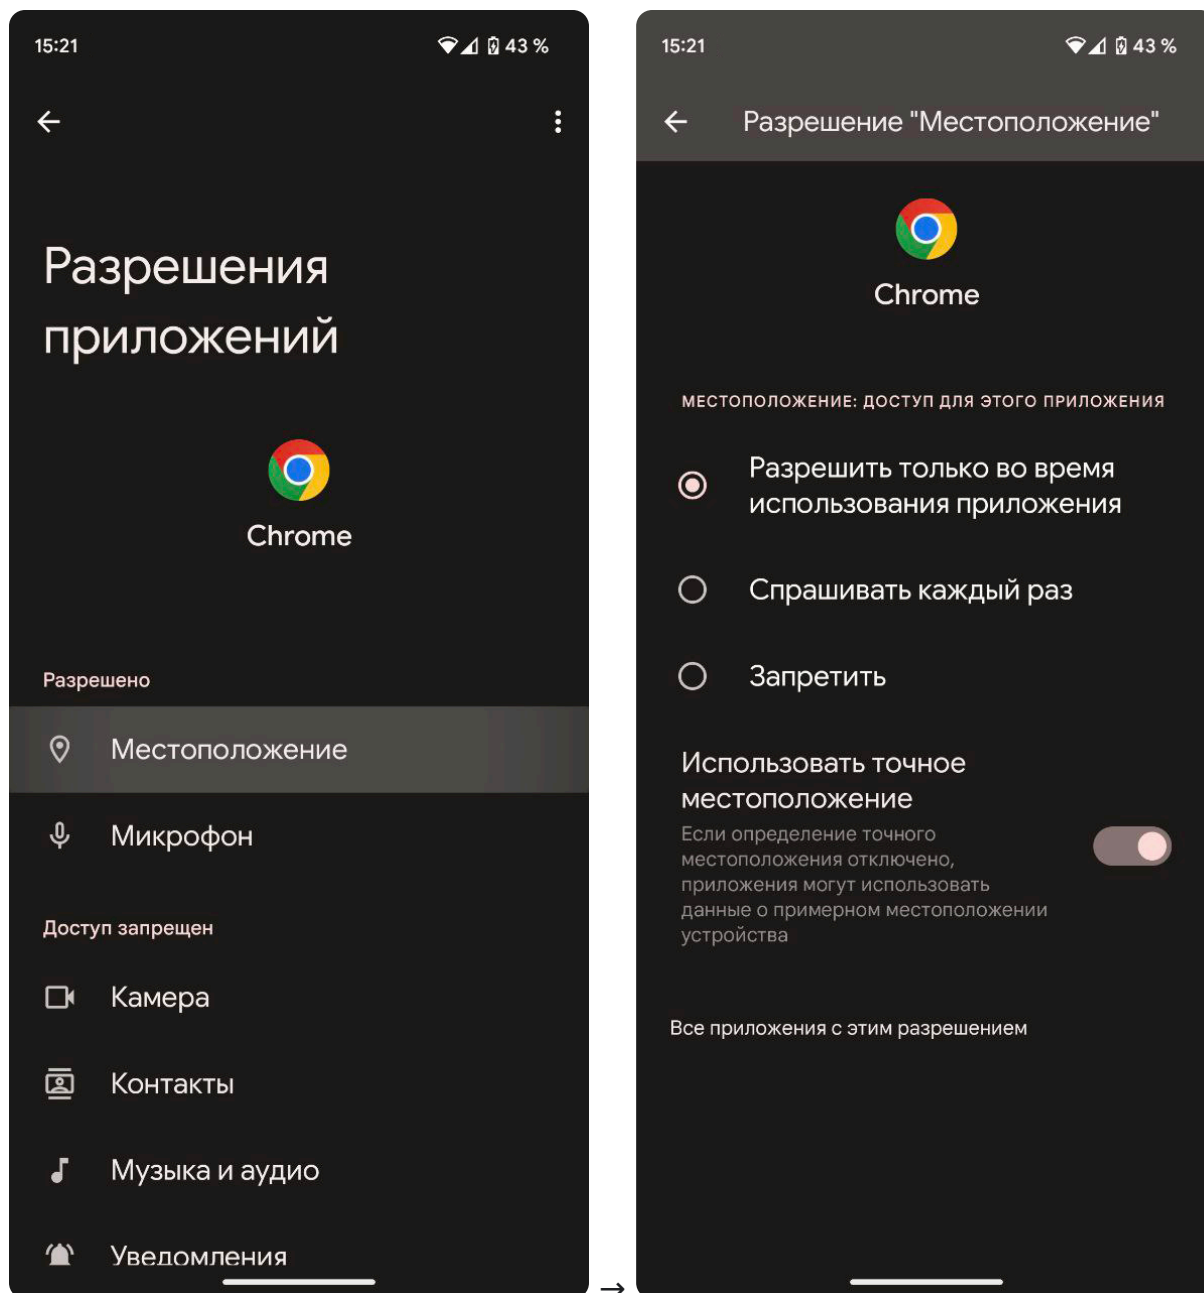 15:21 43 %
Разрешения
приложений
Chrome
Разрешено
Местоположение
Микрофон
Доступ запрещен
Камера
Контакты
Музыка и аудио
Уведомления
→
15:21 43 %
Разрешение "Местоположение"
Chrome
МЕСТОПОЛОЖЕНИЕ: ДОСТУП ДЛЯ ЭТОГО ПРИЛОЖЕНИЯ
Разрешить только во время
использования приложения
Спрашивать каждый раз
Запретить
Использовать точное
местоположение
Если определение точного
местоположения отключено,
приложения могут использовать
данные о примерном местоположении
устройства
Все приложения с этим разрешением